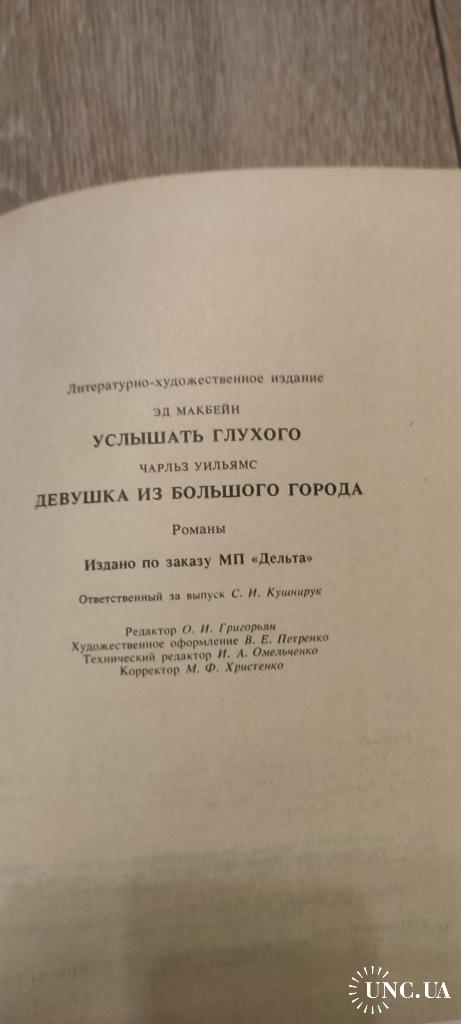 Литературно-художественное издание
ЭД МАКБЕЙН
УСЛЫШАТЬ ГЛУХОГО
ЧАРЛЬЗ УИЛЬЯМС
ДЕВУШКА ИЗ БОЛЬШОГО ГОРОДА
Романы
Издано по заказу МП «Дельта»
Ответственный за выпуск С. И. Кушнирук
Редактор О. И. Григорьян
Художественное оформление В. Е. Петренко
Технический редактор И. А. Омельченко
Корректор М. Ф. Христенко
UNC.UA